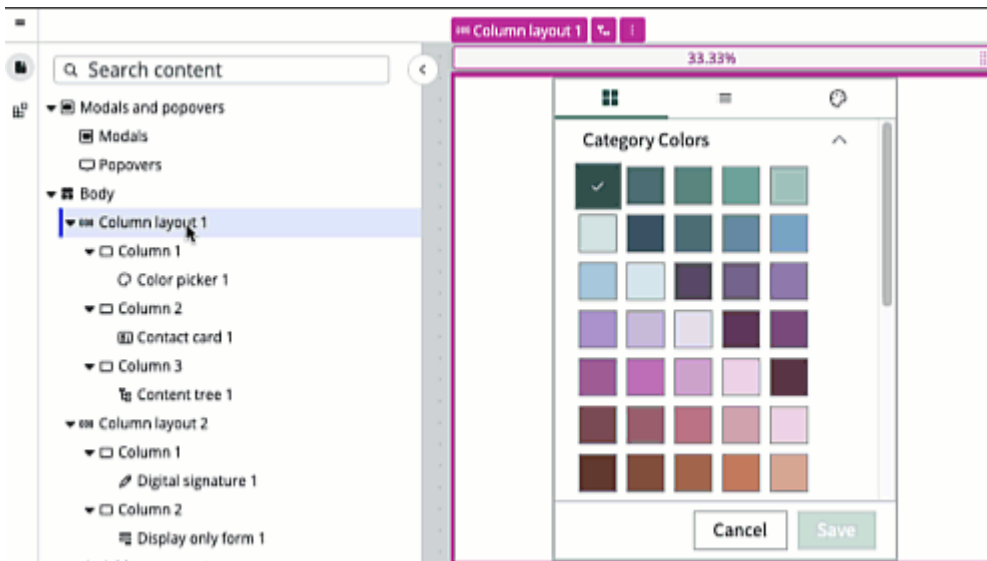 Column layout 1
33.33%
Search content
Modals and popovers
Modals
Popovers
Body
Column layout 1
Column 1
Color picker 1
Column 2
Contact card 1
Column 3
Content tree 1
Column layout 2
Column 1
Digital signature 1
Column 2
Display only form 1
Category Colors
Cancel
Save